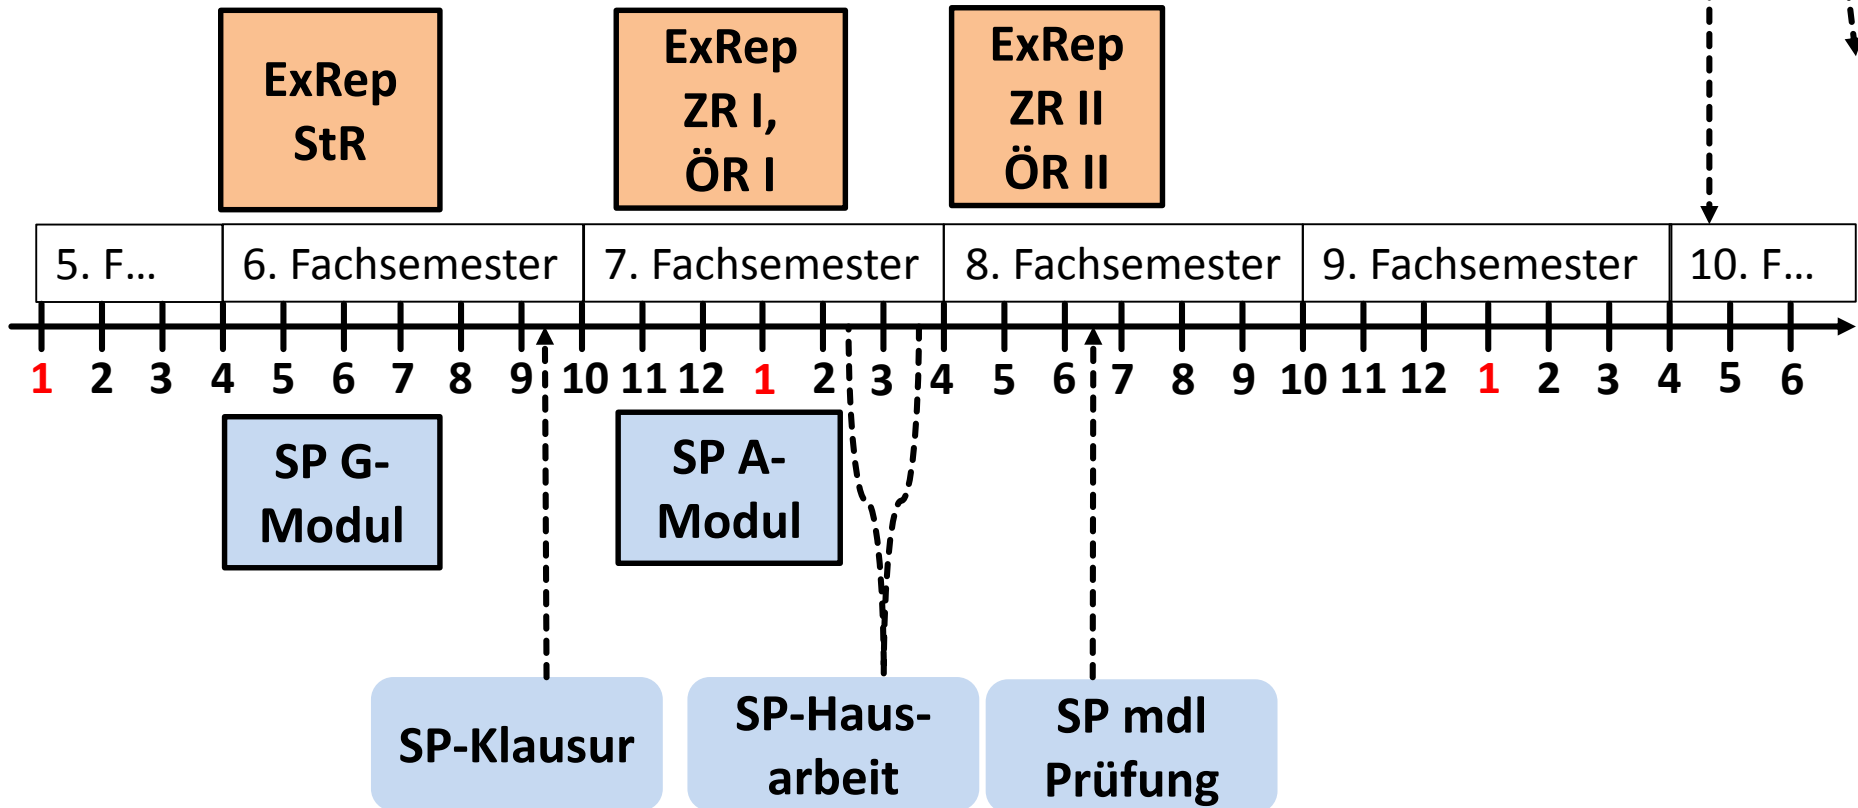 ExRep
StR
ExRep
ZR I,
ÖR I
ExRep
ZR II
ÖR II
5. F...
6. Fachsemester
7. Fachsemester
8. Fachsemester
9. Fachsemester
10. F...
1 2 3 4 5 6 7 8 9 10 11 12 1 2 3 4 5 6 7 8 9 10 11 12 1 2 3 4 5 6
SP G-
Modul
SP A-
Modul
SP-Klausur
SP-Haus-
arbeit
SP mdl
Prüfung